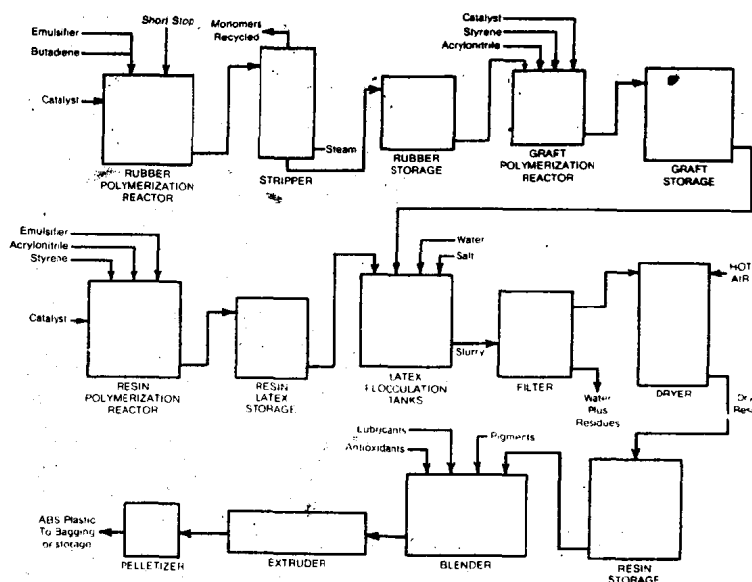 Emulsifier
Butadene
Short Stop
Catalyst
RUBBER
POLYMERIZATION
REACTOR
Monomers
Recycled
Steam
STRIPPER
RUBBER
STORAGE
Catalyst
Styrene
Acrylonitrile
GRAFT
POLYMERIZATION
REACTOR
GRAFT
STORAGE
Emulsifier
Acrylonitrile
Styrene
Catalyst
RESIN
POLYMERIZATION
REACTOR
RESIN
LATEX
STORAGE
Water
Salt
LATEX
FLOCCULATION
TANKS
Slurry
FILTER
Water
Plus
Residues
HOT
AIR
DRYER
Lubricants
Antioxidants
Pigments
ABS Plastic
To Bagging
or storage
PELLETIZER
EXTRUDER
BLENDER
RESIN
STORAGE